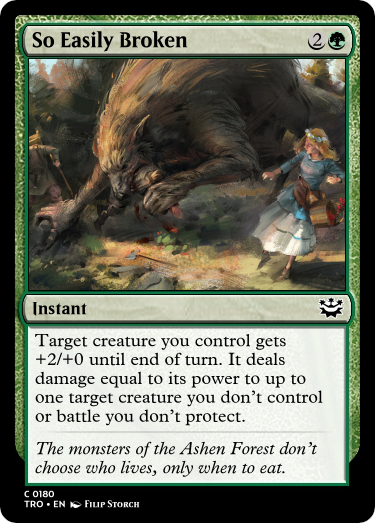 So Easily Broken 2
Instant
Target creature you control gets
+2/+0 until end of turn. It deals
damage equal to its power to up to
one target creature you don't control
or battle you don't protect.
The monsters of the Ashen Forest don't
choose who lives, only when to eat.
C 0180
TRO • EN Filip Storch